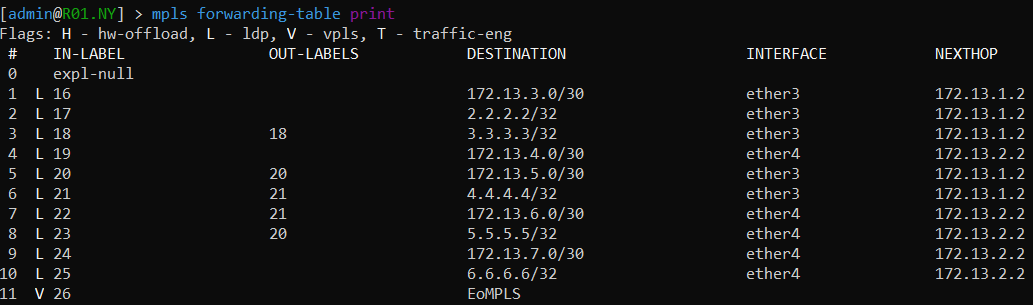 [admin@R01.NY] > mpls forwarding-table print
Flags: H - hw-offload, L - ldp, V - vpls, T - traffic-eng
# IN-LABEL OUT-LABELS DESTINATION INTERFACE NEXTHOP
0 expl-null
1 L 16 172.13.3.0/30 ether3 172.13.1.2
2 L 17 2.2.2.2/32 ether3 172.13.1.2
3 L 18 18 3.3.3.3/32 ether3 172.13.1.2
4 L 19 172.13.4.0/30 ether4 172.13.2.2
5 L 20 20 172.13.5.0/30 ether3 172.13.1.2
6 L 21 21 4.4.4.4/32 ether3 172.13.1.2
7 L 22 21 172.13.6.0/30 ether4 172.13.2.2
8 L 23 20 5.5.5.5/32 ether4 172.13.2.2
9 L 24 172.13.7.0/30 ether4 172.13.2.2
10 L 25 6.6.6.6/32 ether4 172.13.2.2
11 V 26 EoMPLS